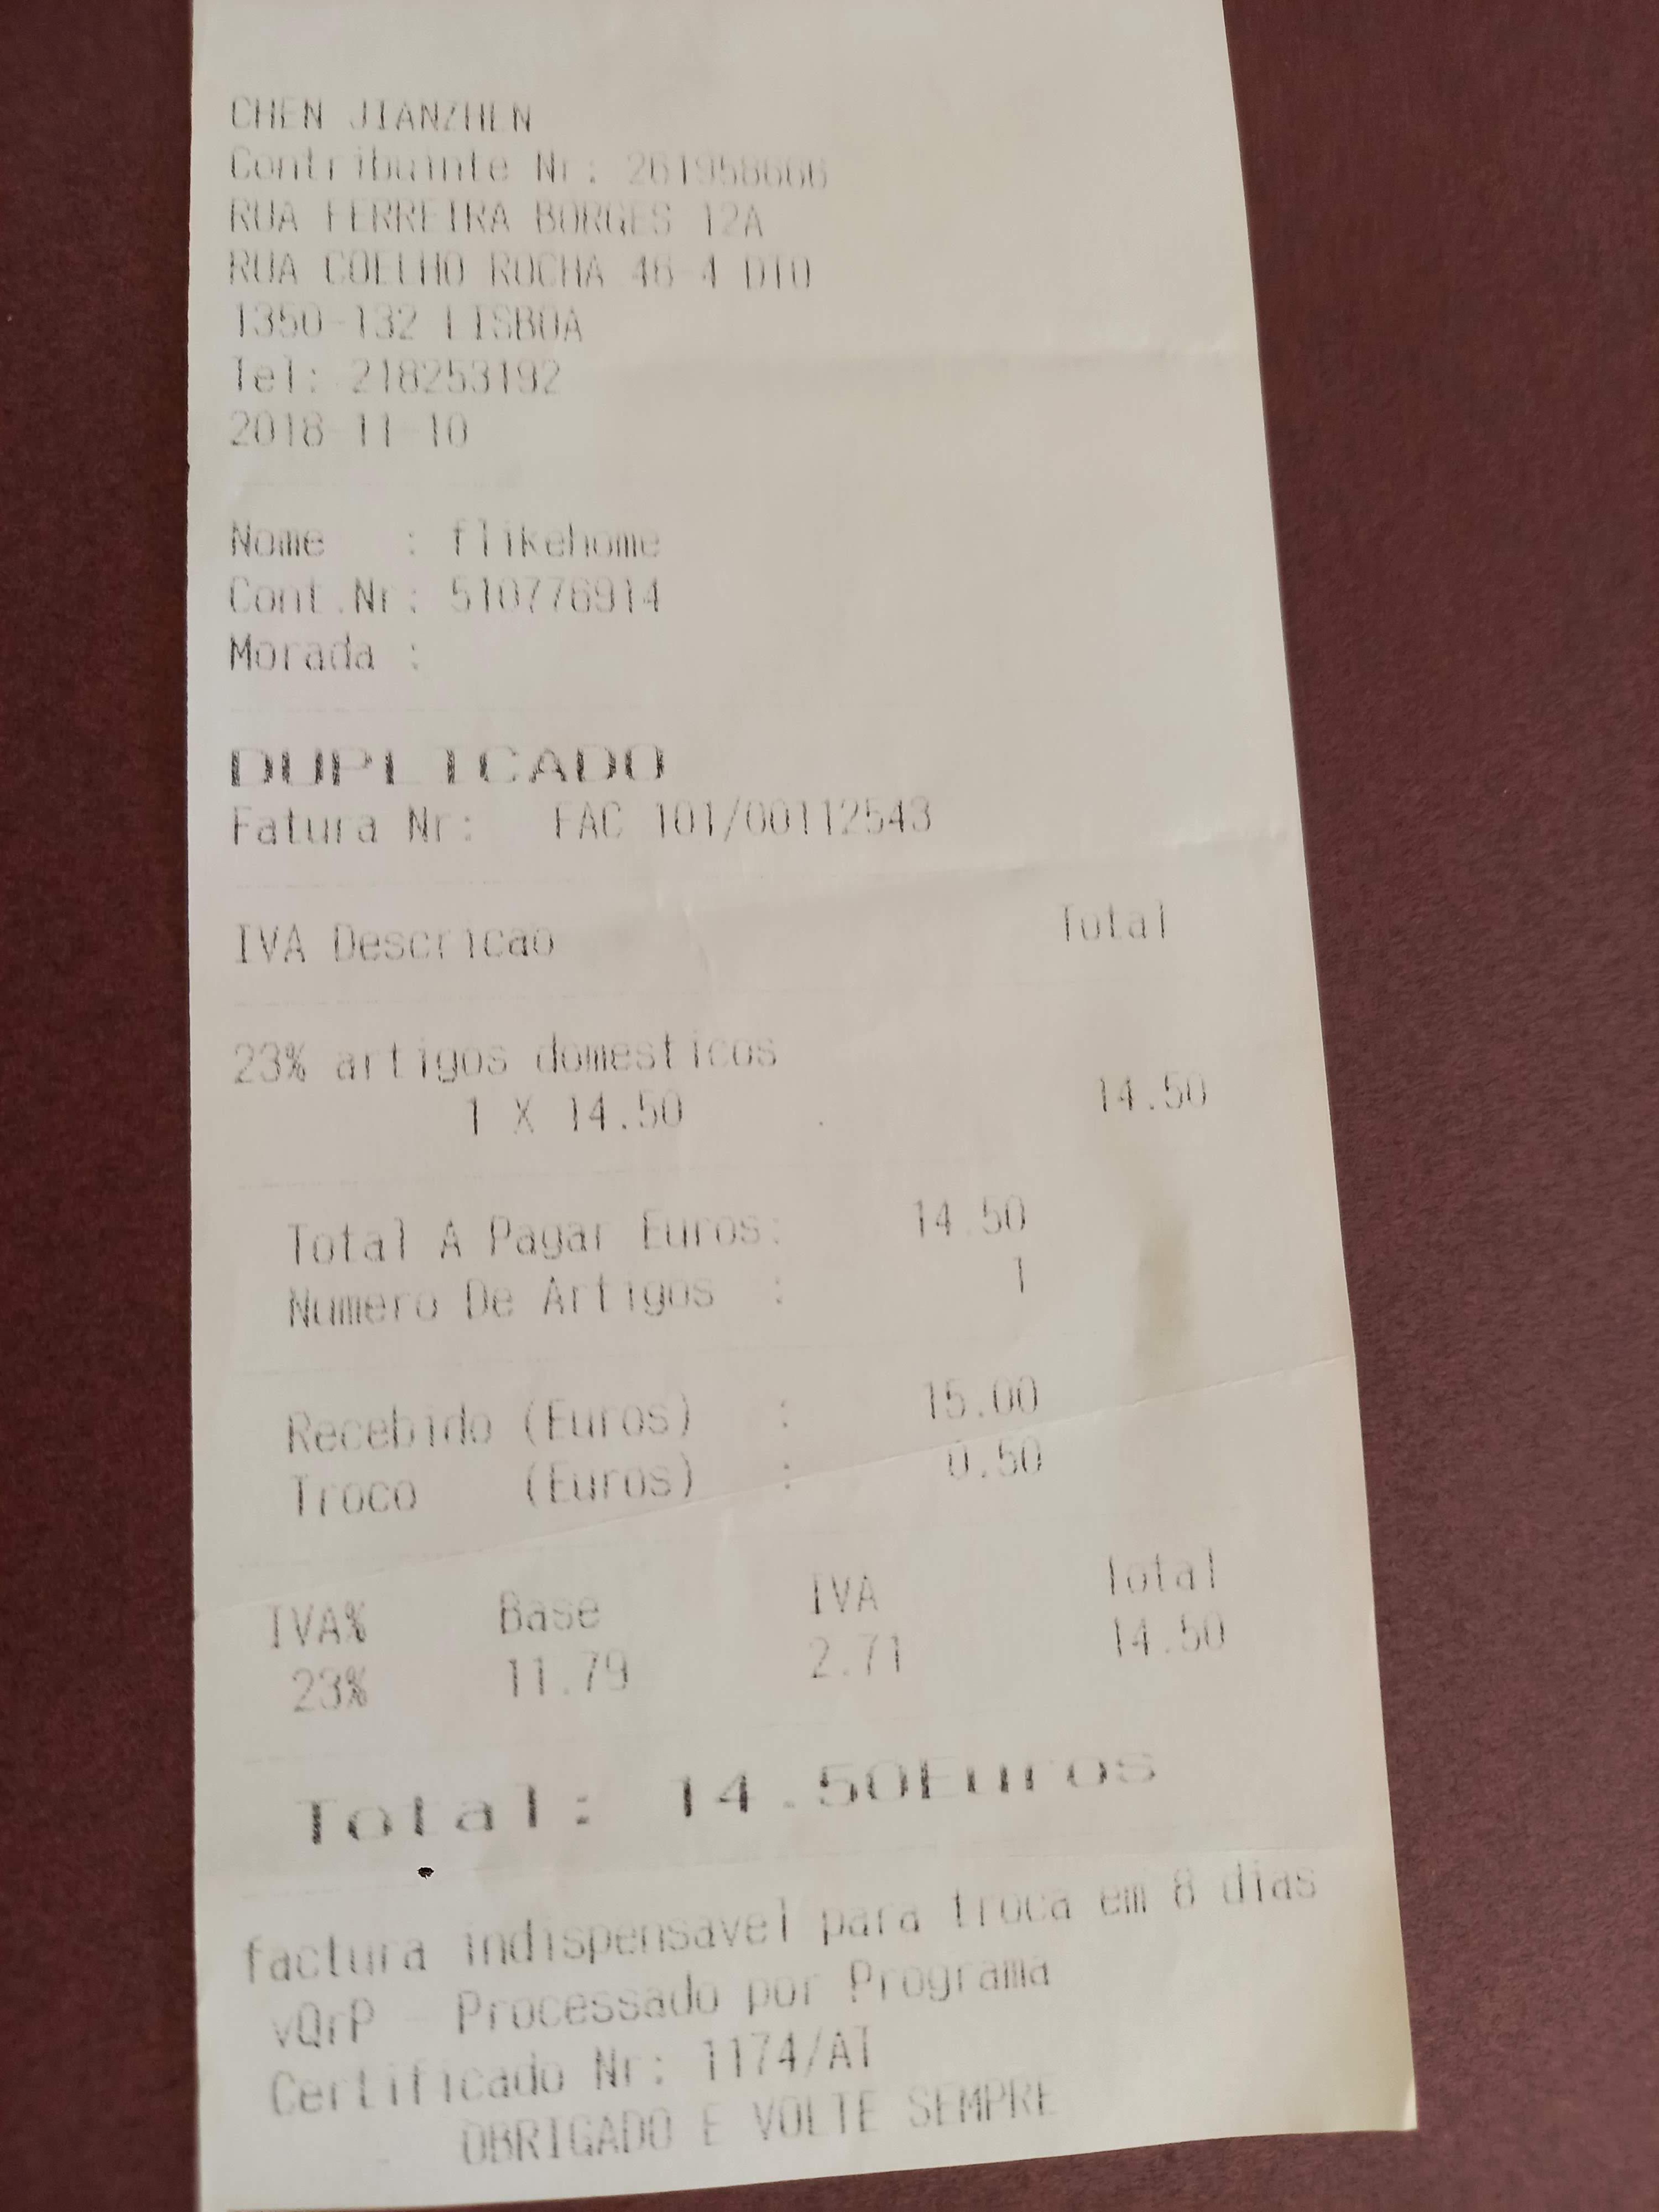 CHEN JIANZHEN
Contribuinte Nr: 261958666
RUA FERREIRA BORGES 12A
RUA COELHO ROCHA 46-4 DTO
1350-132 LISBOA
Tel: 218253192
2018-11-10
Nome : flikehome
Cont.Nr: 510776914
Morada :
DUPLICADO
Fatura Nr: FAC 101/00112543
IVA Descricao Total
23% artigos domesticos
1 X 14.50 14.50
Total A Pagar Euros: 14.50
Numero De Artigos : 1
Recebido (Euros) : 15.00
Troco (Euros) : 0.50
IVA% Base IVA Total
23% 11.79 2.71 14.50
Total: 14.50Euros
factura indispensavel para troca em 8 dias
vQrP - Processado por Programa
Certificado Nr: 1174/AT
OBRIGADO E VOLTE SEMPRE